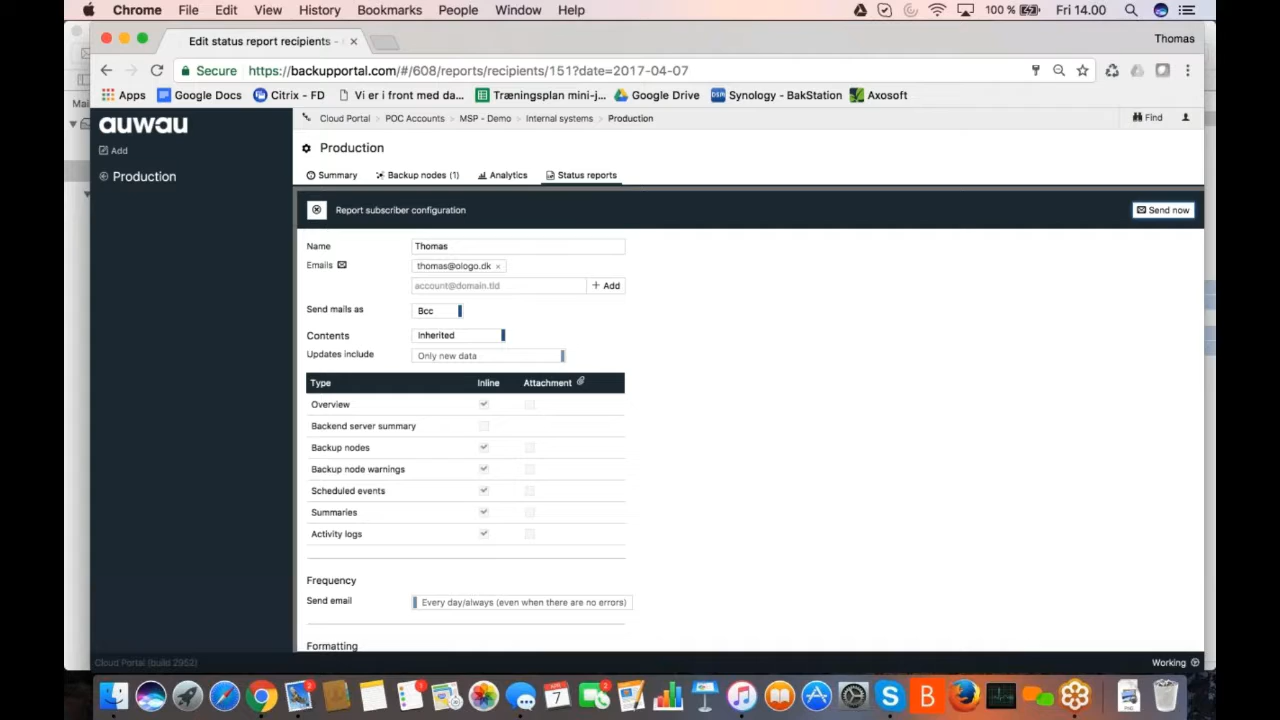 Chrome File Edit View History Bookmarks People Window Help 100 % Fri 14.00
Edit status report recipients - Thomas
Secure https://backupportal.com/#/608/reports/recipients/151?date=2017-04-07
Apps Google Docs Citrix - FD Vi er i front med da... Træningsplan mini-j... Google Drive Synology - BakStation Axosoft
auwau Cloud Portal POC Accounts MSP - Demo Internal systems Production Find
Add Production
Production
Summary Backup nodes (1) Analytics Status reports
Report subscriber configuration Send now
Name Thomas
Emails thomas@ologo.dk ×
account@domain.tld + Add
Send mails as Bcc
Contents Inherited
Updates include Only new data
Type Inline Attachment
Overview
Backend server summary
Backup nodes
Backup node warnings
Scheduled events
Summaries
Activity logs
Frequency
Send email Every day/always (even when there are no errors)
Formatting
Cloud Portal (build 2952) Working